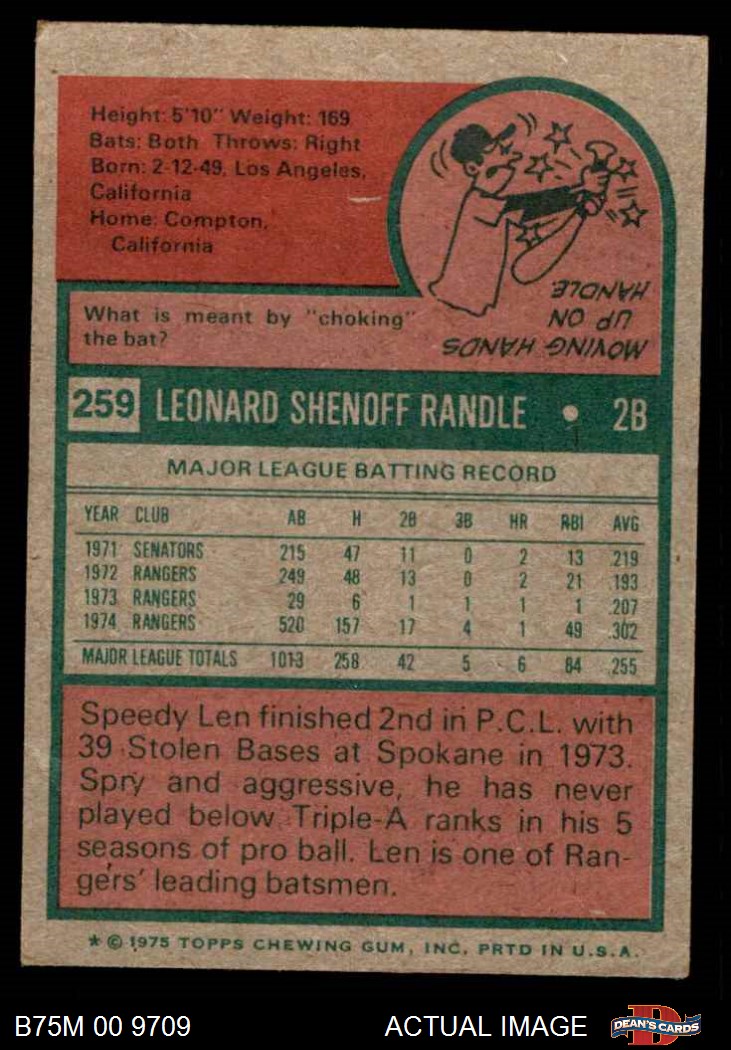 Height: 5'10" Weight: 169
Bats: Both Throws: Right
Born: 2-12-49, Los Angeles,
California
Home: Compton,
California
What is meant by "choking"
the bat?
MOVING HANDS
UP ON
HANDLE.
259 LEONARD SHENOFF RANDLE • 2B
MAJOR LEAGUE BATTING RECORD
YEAR CLUB AB H 2B 3B HR RBI AVG
1971 SENATORS 215 47 11 0 2 13 .219
1972 RANGERS 249 48 13 0 2 21 .193
1973 RANGERS 29 6 1 1 1 1 .207
1974 RANGERS 520 157 17 4 1 49 .302
MAJOR LEAGUE TOTALS 1013 258 42 5 6 84 .255
Speedy Len finished 2nd in P.C.L. with
39 Stolen Bases at Spokane in 1973.
Spry and aggressive, he has never
played below Triple-A ranks in his 5
seasons of pro ball. Len is one of Ran-
gers' leading batsmen.
* © 1975 TOPPS CHEWING GUM, INC. PRTD IN U.S.A.
B75M 00 9709 ACTUAL IMAGE DEAN'S CARDS